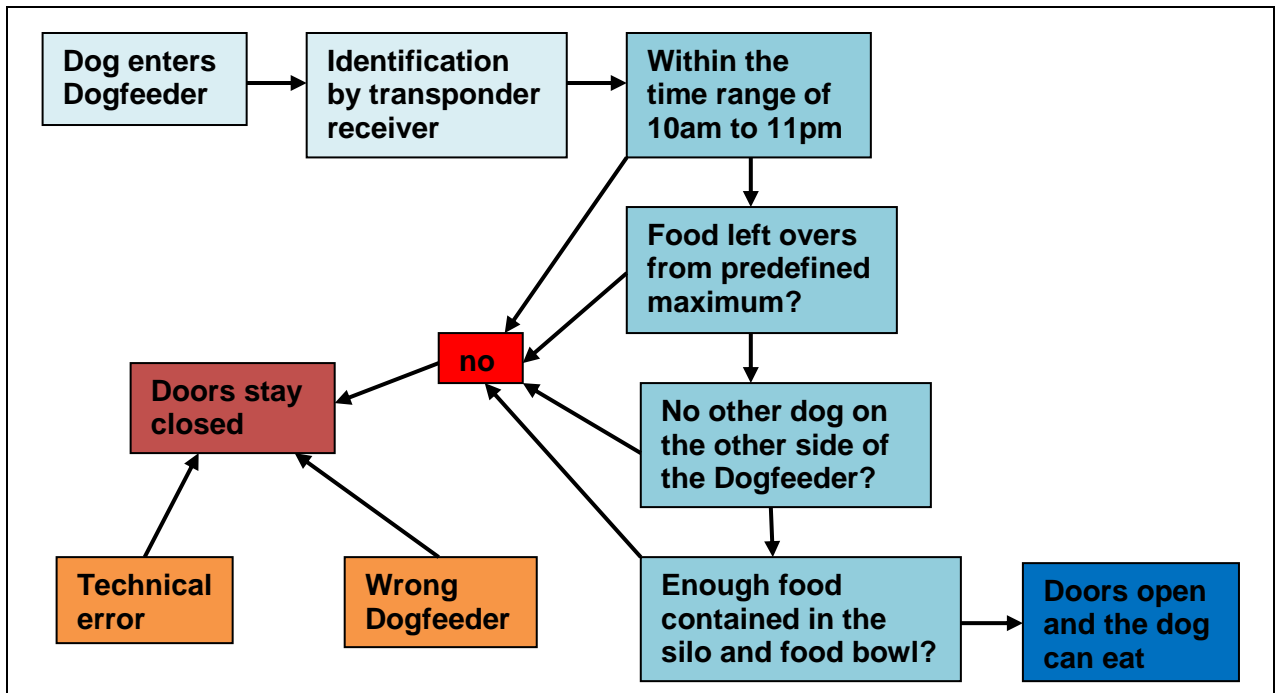 Dog enters
Dogfeeder
Identification
by transponder
receiver
Within the
time range of
10am to 11pm
Food left overs
from predefined
maximum?
no
Doors stay
closed
No other dog on
the other side of
the Dogfeeder?
Technical
error
Wrong
Dogfeeder
Enough food
contained in the
silo and food bowl?
Doors open
and the dog
can eat